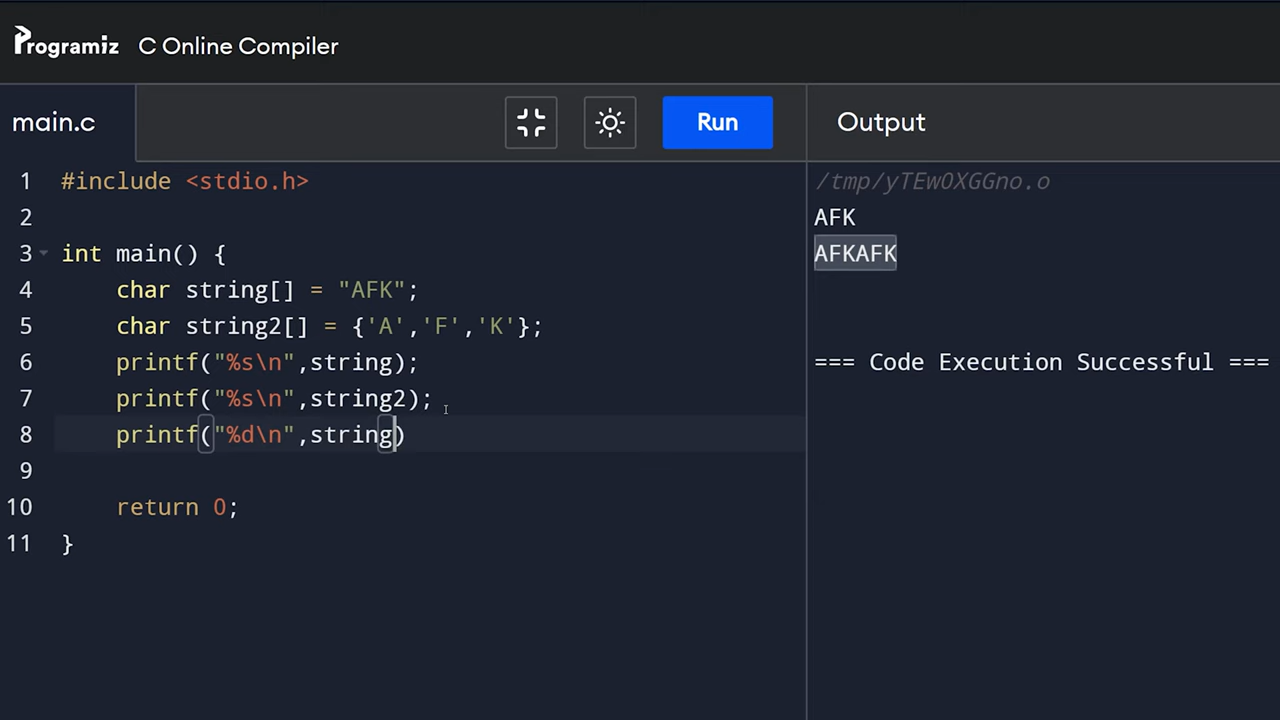 Programiz C Online Compiler
main.c Run Output
1 #include <stdio.h>
2
3 int main() {
4 char string[] = "AFK";
5 char string2[] = {'A','F','K'};
6 printf("%s\n",string);
7 printf("%s\n",string2);
8 printf("%d\n",string)
9
10 return 0;
11 }
/tmp/yTEwOXGGno.o
AFK
AFKAFK
=== Code Execution Successful ===